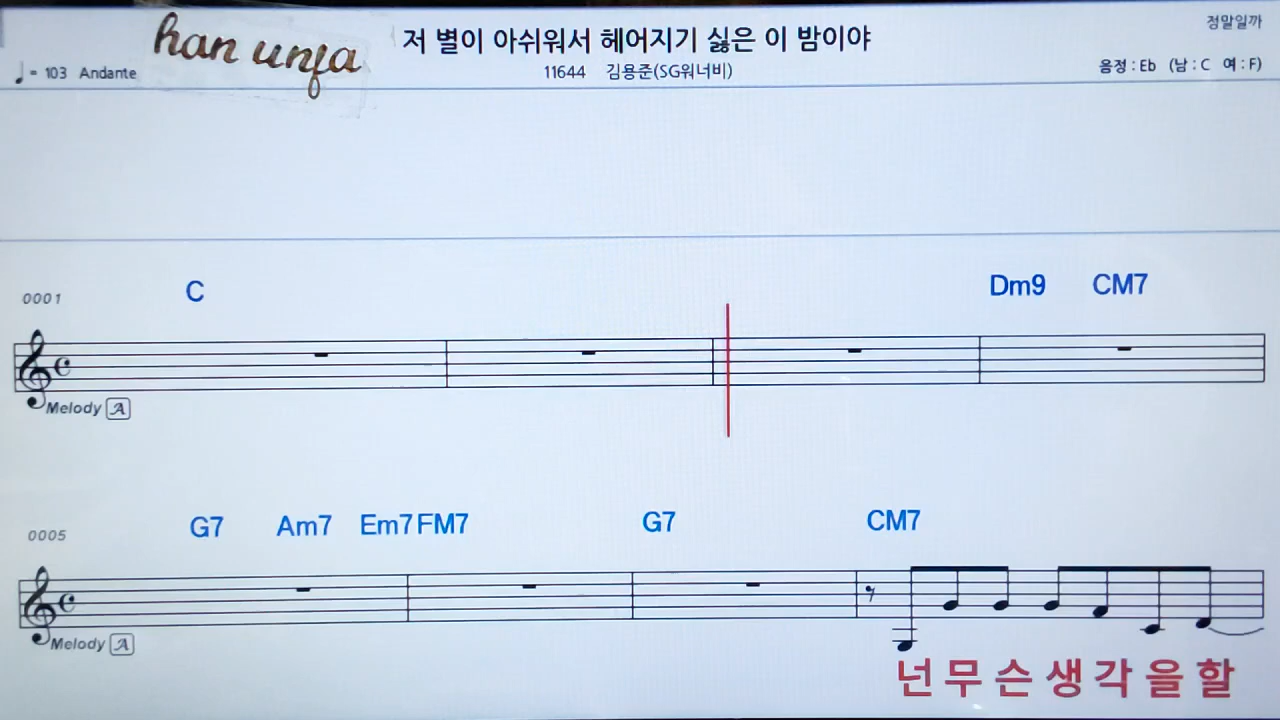 han unja
저 별이 아쉬워서 헤어지기 싫은 이 밤이야
정말일까
♩= 103 Andante
11644 김용준(SG워너비)
음정 : Eb (남 : C 여 : F)
0001 C Dm9 CM7
Melody A
0005 G7 Am7 Em7 FM7 G7 CM7
Melody A
넌 무 슨 생 각 을 할